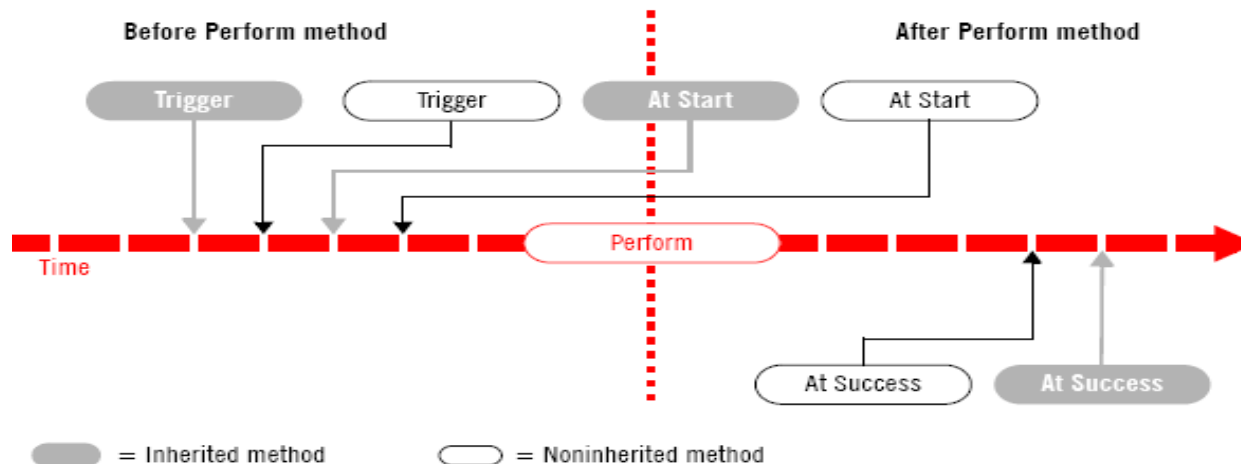 Before Perform method
After Perform method
Trigger
Trigger
At Start
At Start
Perform
Time
At Success
At Success
= Inherited method
= Noninherited method